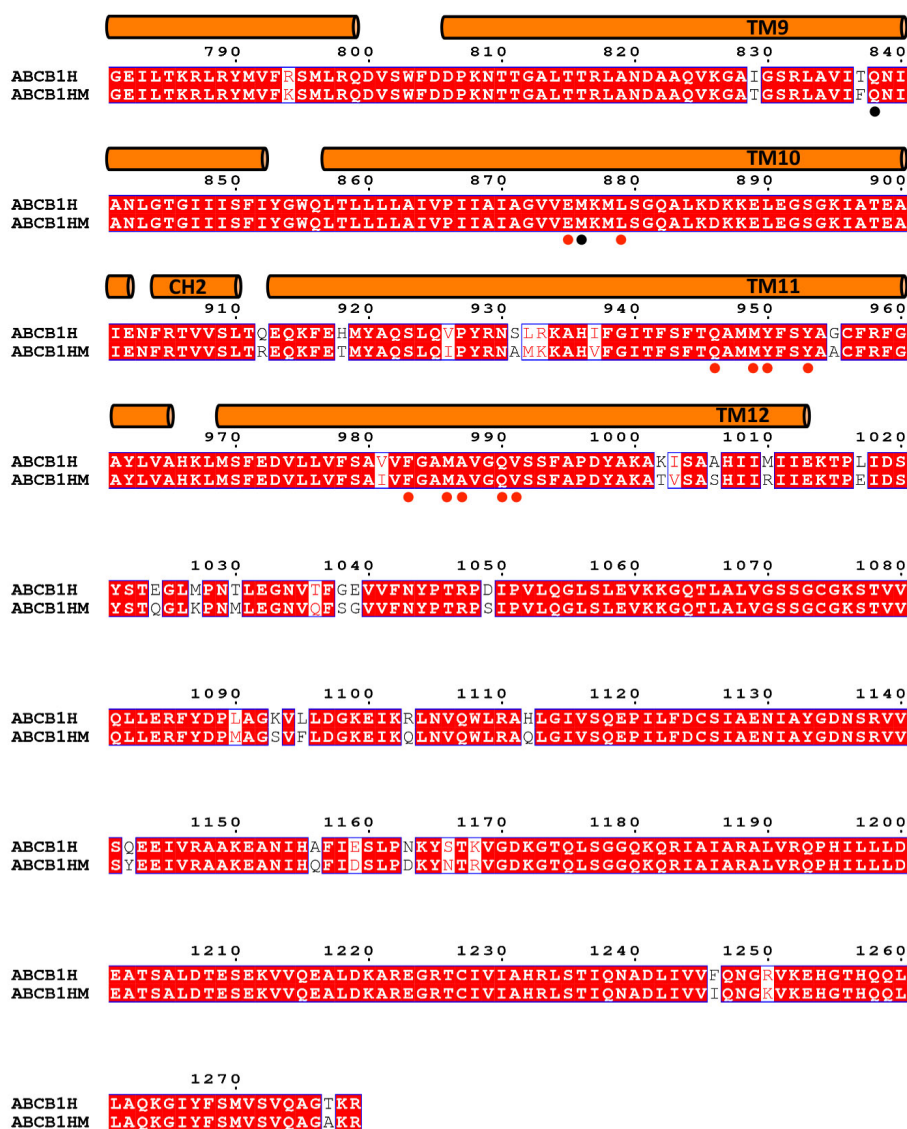 TM9
790 800 810 820 830 840
ABCB1H GEILTKRLRYMVFRSMLRQDVSWFDDPKNTTGALTTRLANDAAQVKGAIGSRLAVITQNI
ABCB1HM GEILTKRLRYMVFKSMLRQDVSWFDDPKNTTGALTTRLANDAAQVKGATGSRLAVIFQNI
TM10
850 860 870 880 890 900
ABCB1H ANLGTGIIISFIYGWQLTLLLLAIVPIIAIAGVVEMKMLSGQALKDKKELEGSGKIATEA
ABCB1HM ANLGTGIIISFIYGWQLTLLLLAIVPIIAIAGVVEMKMLSGQALKDKKELEGSGKIATEA
CH2 TM11
910 920 930 940 950 960
ABCB1H IENFRTVVSLTQEQKFEHMYAQSLQVPYRNSLRKAHIFGITFSFTQAMMYFSYAGCFRFG
ABCB1HM IENFRTVVSLTREQKFETMYAQSLQIPYRNAMKKAHVFGITFSFTQAMMYFSYAACFRFG
TM12
970 980 990 1000 1010 1020
ABCB1H AYLVAHKLMSFEDVLLVFSAVVFGAMAVGQVSSFAPDYAKAKISAAHIIMIIEKTPLIDS
ABCB1HM AYLVAHKLMSFEDVLLVFSAIVFGAMAVGQVSSFAPDYAKATVSASHIIRIIEKTPEIDS
1030 1040 1050 1060 1070 1080
ABCB1H YSTEGLMPNTLEGNVTFGEVVFNYPTRPDIPVLQGLSLEVKKGQTLALVGSSGCGKSTVV
ABCB1HM YSTQGLKPNMLEGNVQFSGVVFNYPTRPSIPVLQGLSLEVKKGQTLALVGSSGCGKSTVV
1090 1100 1110 1120 1130 1140
ABCB1H QLLERFYDPLAGKVLLDGKEIKRLNVQWLRAHLGIVSQEPILFDCSIAENIAYGDNSRVV
ABCB1HM QLLERFYDPMAGSVFLDGKEIKQLNVQWLRAQLGIVSQEPILFDCSIAENIAYGDNSRVV
1150 1160 1170 1180 1190 1200
ABCB1H SQEEIVRAAKEANIHAFIESLPNKYSTKVGDKGTQLSGGQKQRIAIARALVRQPHILLLD
ABCB1HM SYEEIVRAAKEANIHQFIDSLPDKYNTRVGDKGTQLSGGQKQRIAIARALVRQPHILLLD
1210 1220 1230 1240 1250 1260
ABCB1H EATSALDTESEKVVQEALDKAREGRTCIVIAHRLSTIQNADLIVVFQNGRVKEHGTHQQL
ABCB1HM EATSALDTESEKVVQEALDKAREGRTCIVIAHRLSTIQNADLIVVIQNGKVKEHGTHQQL
1270
ABCB1H LAQKGIYFSMVSVQAGTKR
ABCB1HM LAQKGIYFSMVSVQAGAKR